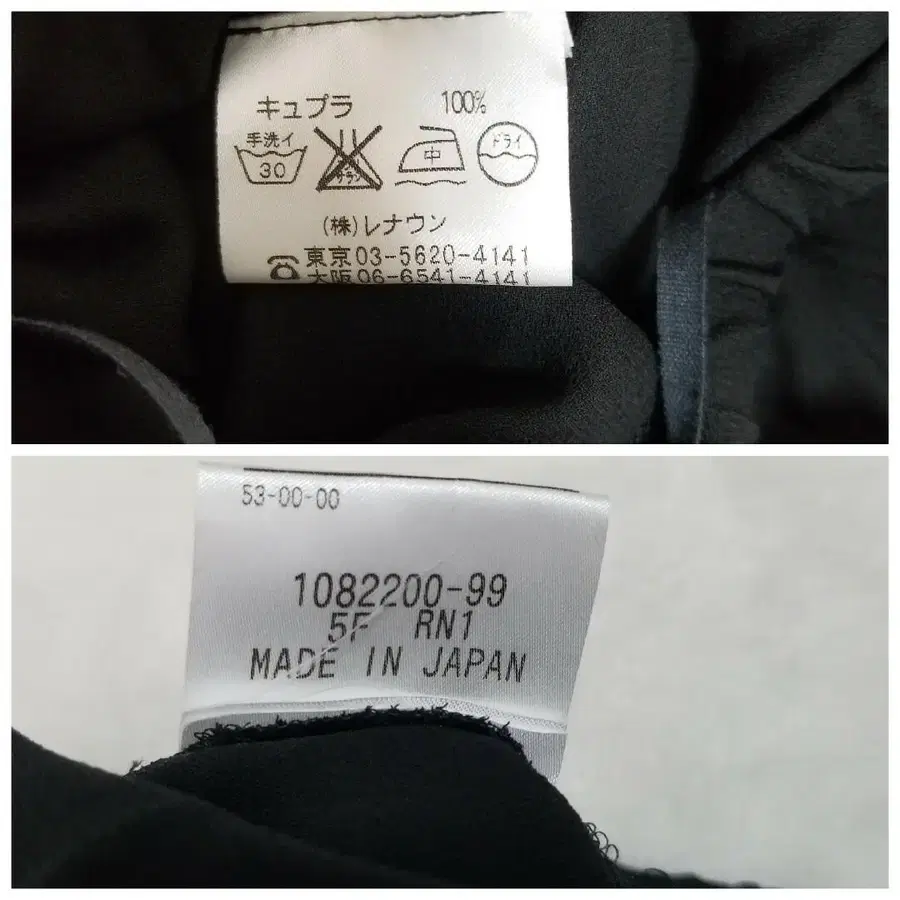 キュプラ 100%
手洗イ 30 サラシ 中 ドライ
(株)レナウン
東京03-5620-4141
大阪06-6541-4141
53-00-00
1082200-99
5F RN1
MADE IN JAPAN